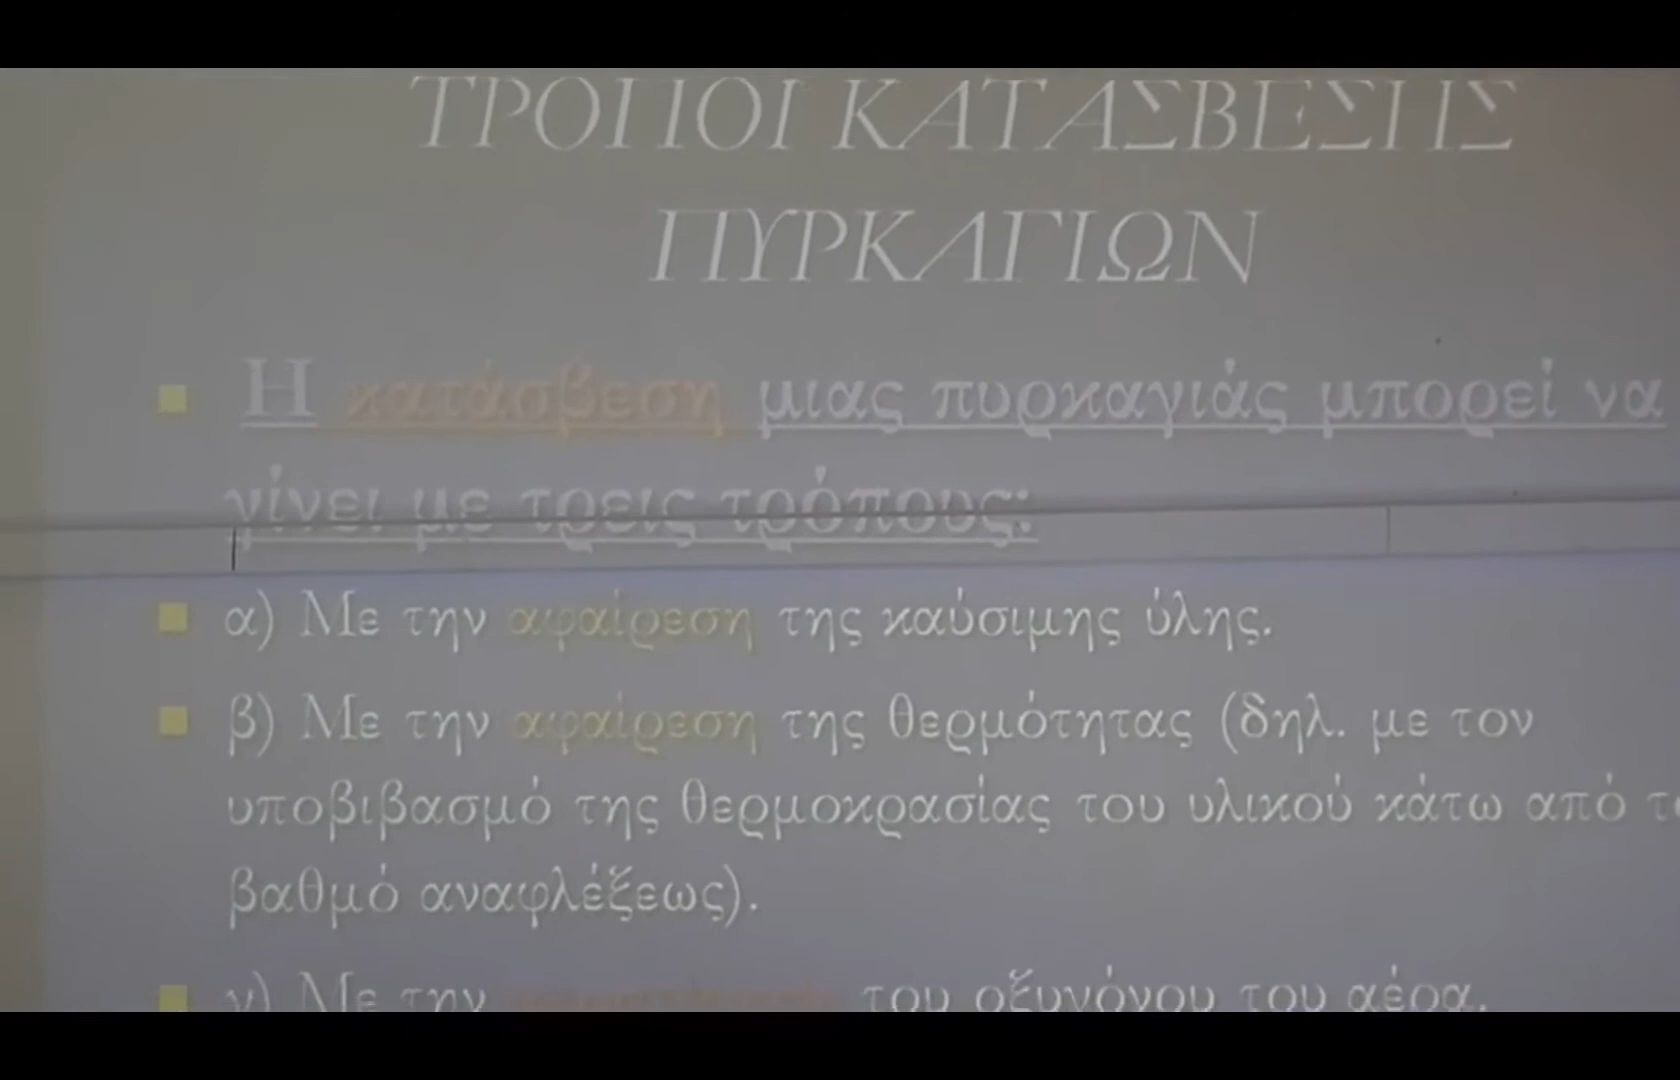 ΤΡΟΠΟΙ ΚΑΤΑΣΒΕΣΗΣ
ΠΥΡΚΑΓΙΩΝ
Η κατάσβεση μιας πυρκαγιάς μπορεί να
γίνει με τρεις τρόπους:
α) Με την αφαίρεση της καύσιμης ύλης.
β) Με την αφαίρεση της θερμότητας (δηλ. με τον
υποβιβασμό της θερμοκρασίας του υλικού κάτω από
βαθμό αναφλέξεως).
γ) Με την του οξυγόνου του αέρα.